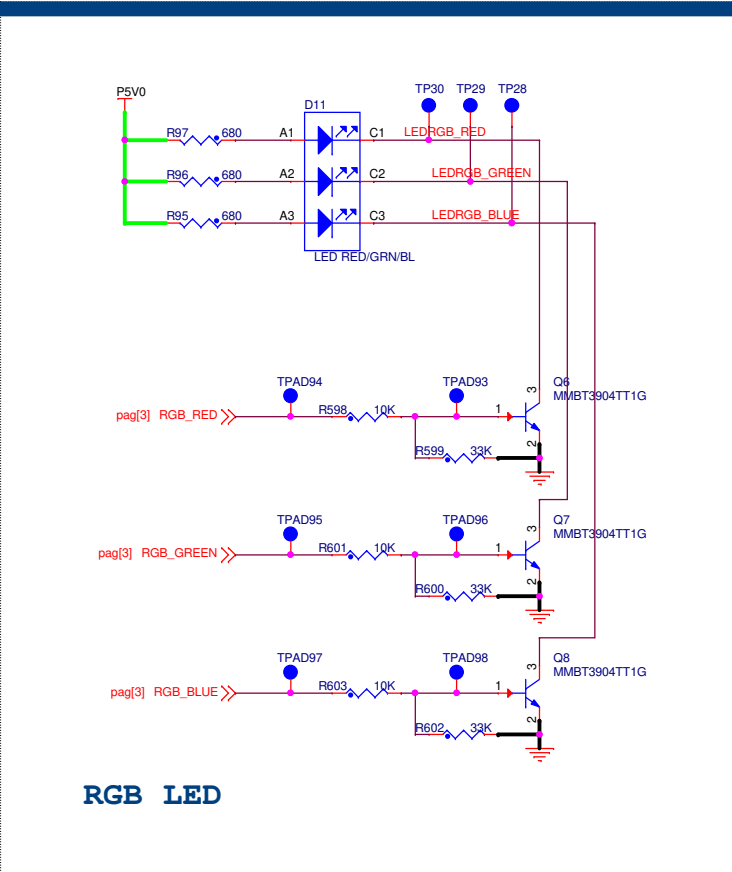 P5V0
TP30 TP29 TP28
D11
R97 680 A1 C1 LEDRGB_RED
R96 680 A2 C2 LEDRGB_GREEN
R95 680 A3 C3 LEDRGB_BLUE
LED RED/GRN/BL
TPAD94 TPAD93 3 Q6
MMBT3904TT1G
pag[3] RGB_RED R598 10K 1
R599 33K 2
TPAD95 TPAD96 3 Q7
MMBT3904TT1G
pag[3] RGB_GREEN R601 10K 1
R600 33K 2
TPAD97 TPAD98 3 Q8
MMBT3904TT1G
pag[3] RGB_BLUE R603 10K 1
R602 33K 2
RGB LED